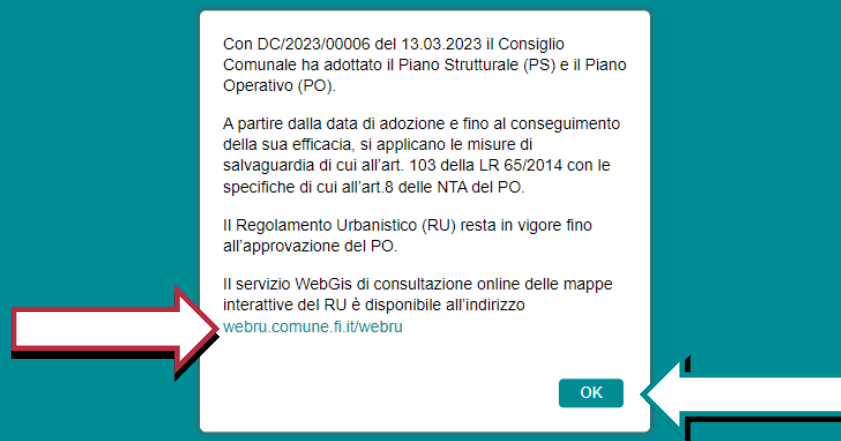 Con DC/2023/00006 del 13.03.2023 il Consiglio
Comunale ha adottato il Piano Strutturale (PS) e il Piano
Operativo (PO).
A partire dalla data di adozione e fino al conseguimento
della sua efficacia, si applicano le misure di
salvaguardia di cui all'art. 103 della LR 65/2014 con le
specifiche di cui all'art.8 delle NTA del PO.
Il Regolamento Urbanistico (RU) resta in vigore fino
all'approvazione del PO.
Il servizio WebGis di consultazione online delle mappe
interattive del RU è disponibile all'indirizzo
webru.comune.fi.it/webru
OK